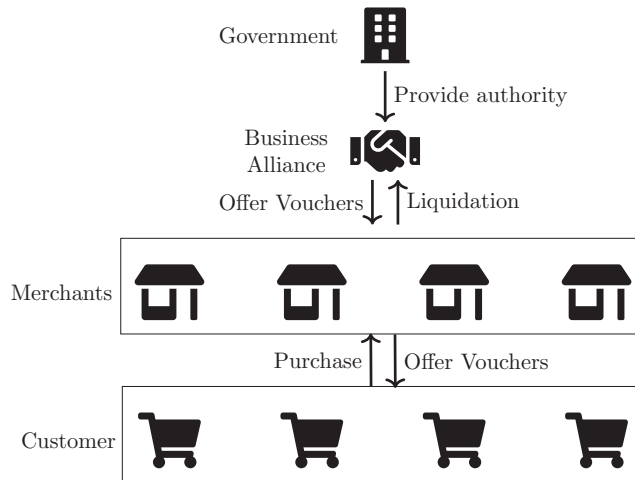 Government
Provide authority
Business
Alliance
Offer Vouchers
Liquidation
Merchants
Purchase
Offer Vouchers
Customer